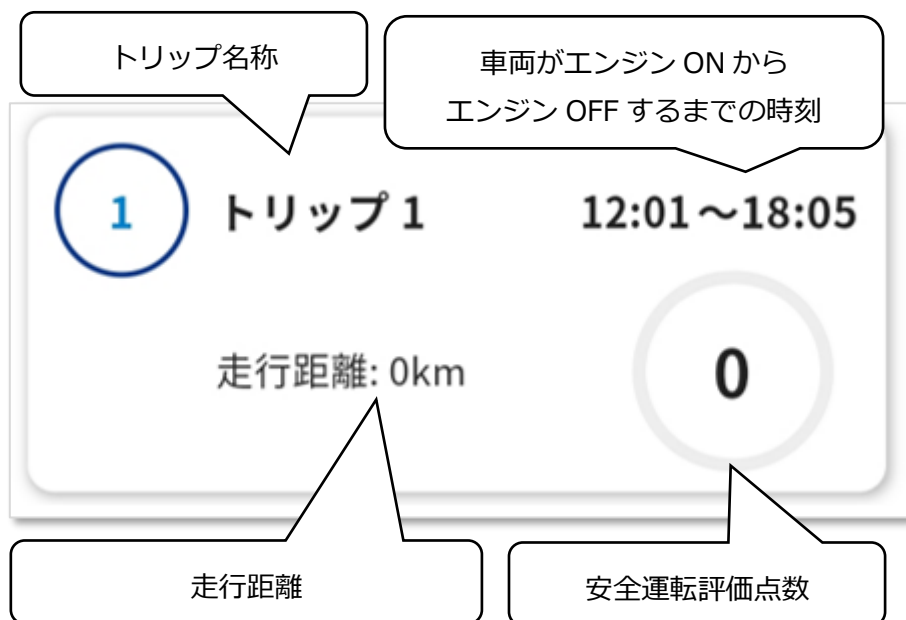 トリップ名称
車両がエンジン ON から
エンジン OFF するまでの時刻
1
トリップ 1
12:01～18:05
走行距離: 0km
0
走行距離
安全運転評価点数